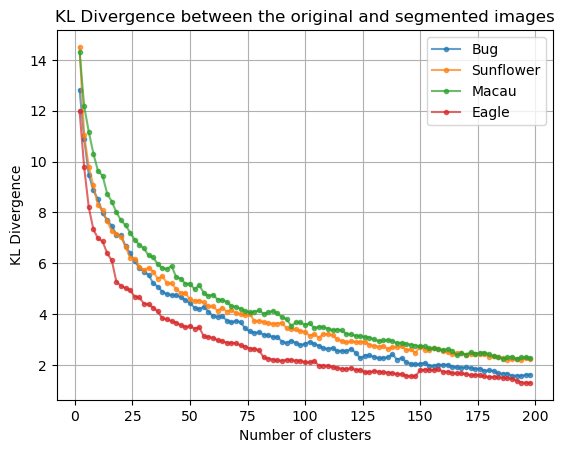 KL Divergence between the original and segmented images
KL Divergence
14
12
10
8
6
4
2
Bug
Sunflower
Macau
Eagle
0
25
50
75
100
125
150
175
200
Number of clusters